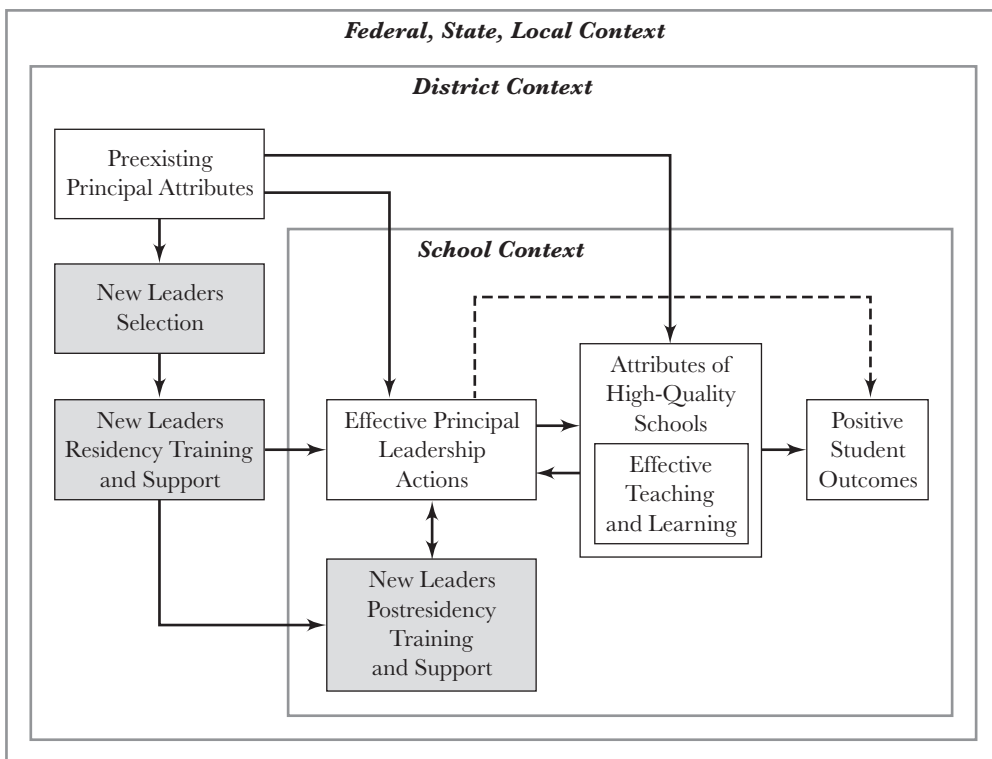 Federal, State, Local Context
District Context
Preexisting
Principal Attributes
School Context
New Leaders
Selection
New Leaders
Residency Training
and Support
Effective Principal
Leadership
Actions
Attributes of
High-Quality
Schools
Effective
Teaching
and Learning
Positive
Student
Outcomes
New Leaders
Postresidency
Training
and Support